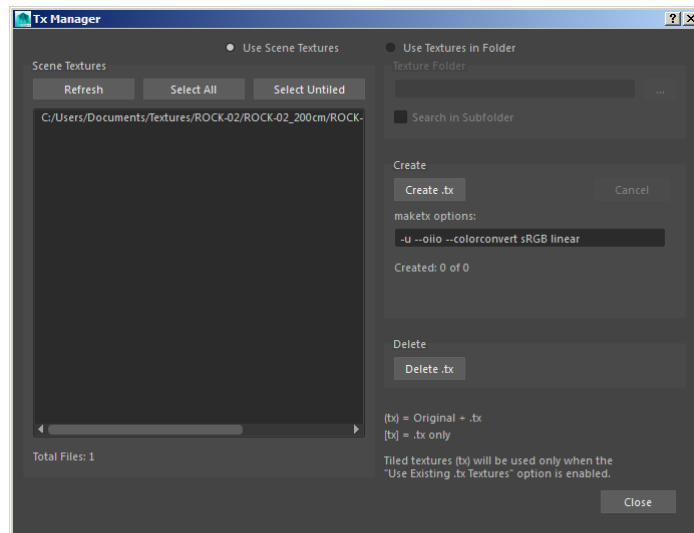 Tx Manager
Use Scene Textures
Use Textures in Folder
Scene Textures
Refresh
Select All
Select Untiled
C:/Users/Documents/Textures/ROCK-02/ROCK-02_200cm/ROCK-
Total Files: 1
Texture Folder
...
Search in Subfolder
Create
Create .tx
Cancel
maketx options:
-u --oiio --colorconvert sRGB linear
Created: 0 of 0
Delete
Delete .tx
(tx) = Original + .tx
[tx] = .tx only
Tiled textures (tx) will be used only when the
"Use Existing .tx Textures" option is enabled.
Close